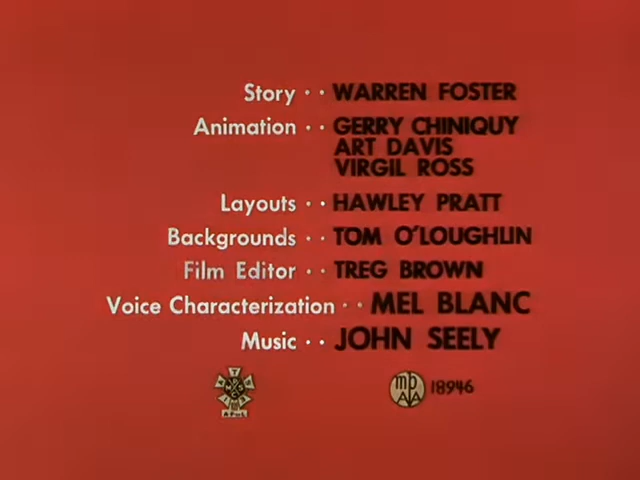 Story · · WARREN FOSTER
Animation · · GERRY CHINIQUY
ART DAVIS
VIRGIL ROSS
Layouts · · HAWLEY PRATT
Backgrounds · · TOM O'LOUGHLIN
Film Editor · · TREG BROWN
Voice Characterization · · MEL BLANC
Music · · JOHN SEELY
18946